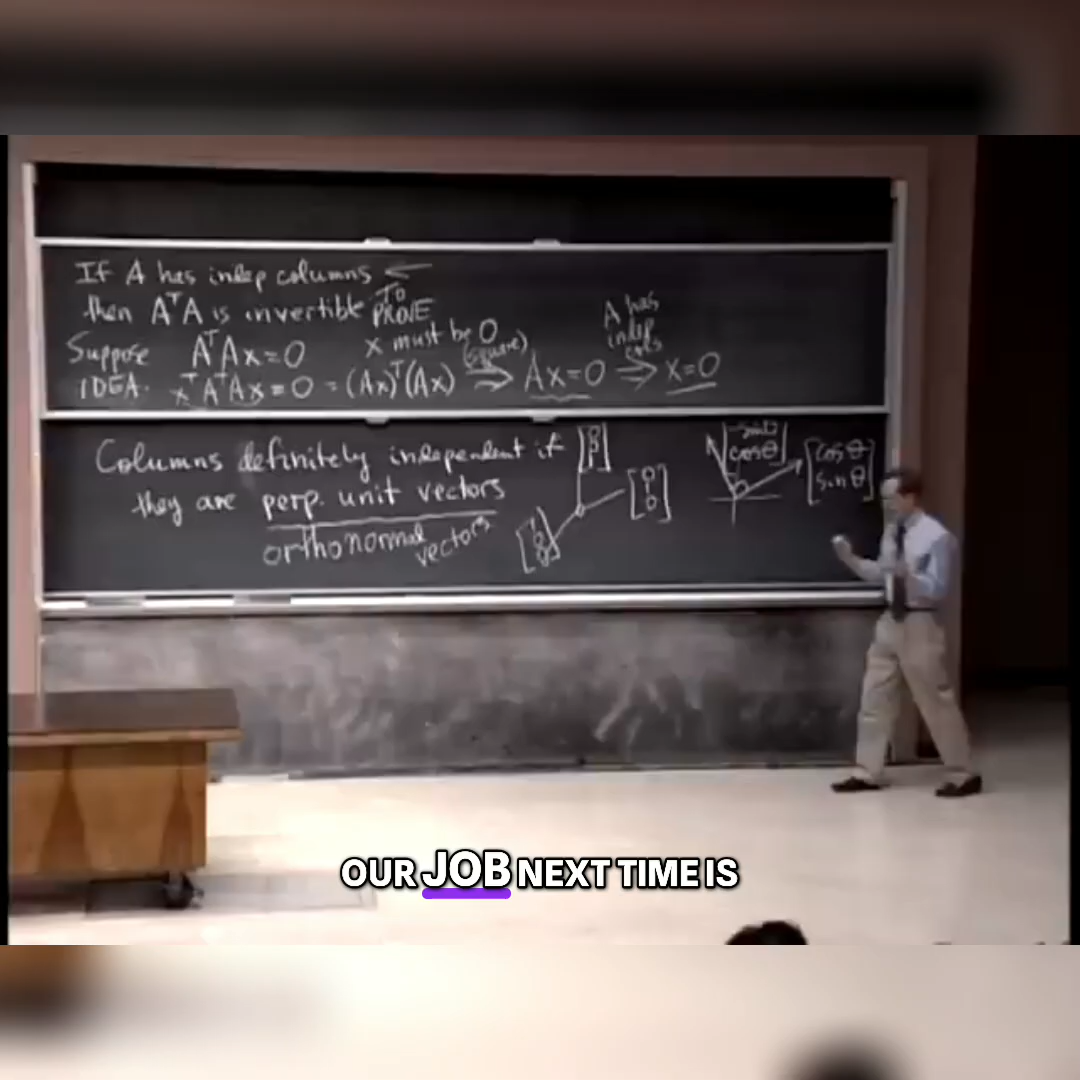 If A has indep columns ←
then AᵀA is invertible TO PROVE
Suppose AᵀAx=0 x must be 0
IDEA. xᵀAᵀAx=0=(Ax)ᵀ(Ax) (square) ⇒ Ax=0 A has indep cols ⇒ x=0
Columns definitely independent if
they are perp. unit vectors
orthonormal vectors
cosθ
[cosθ
sinθ]
OUR JOB NEXT TIME IS